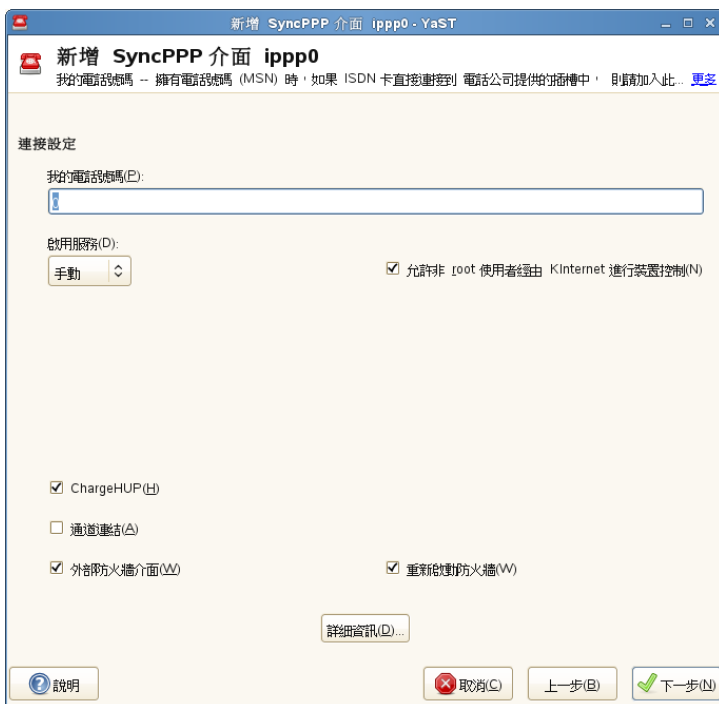 新增 SyncPPP 介面 ippp0 - YaST
新增 SyncPPP 介面 ippp0
我的電話號碼 -- 擁有電話號碼 (MSN) 時，如果 ISDN 卡直接連接到 電話公司提供的插槽中， 則請加入此... 更多
連接設定
我的電話號碼(P):
0
啟用服務(D):
手動
允許非 root 使用者經由 KInternet 進行裝置控制(N)
ChargeHUP(H)
通道連結(A)
外部防火牆介面(W)
重新啟動防火牆(W)
詳細資訊(D)...
說明
取消(C)
上一步(B)
下一步(N)